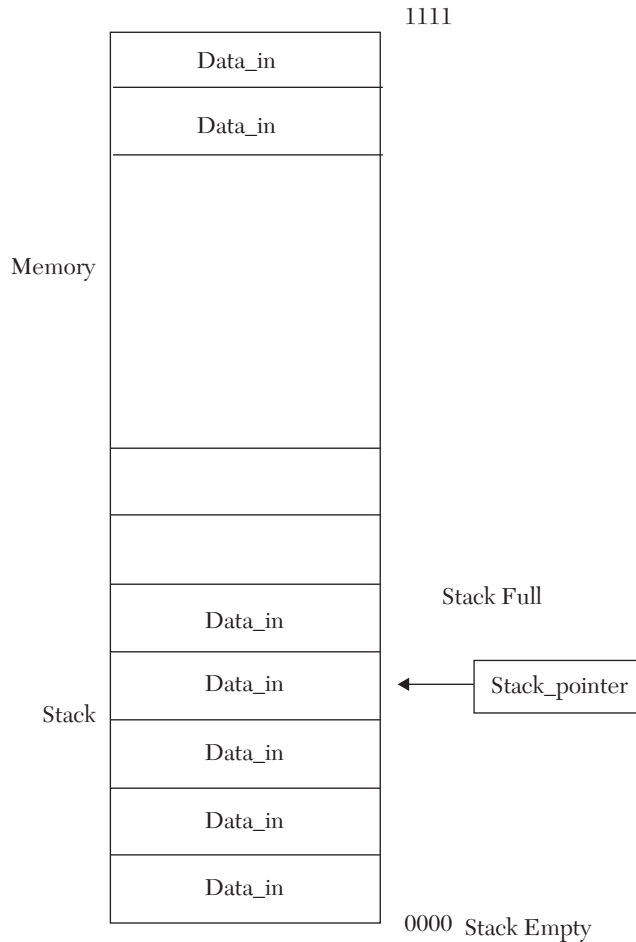 1111
Data_in
Data_in
Memory
Stack Full
Data_in
Data_in
Stack_pointer
Stack
Data_in
Data_in
Data_in
0000 Stack Empty